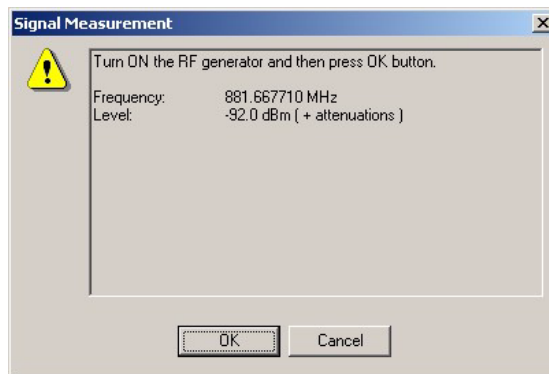 Signal Measurement
Turn ON the RF generator and then press OK button.
Frequency: 881.667710 MHz
Level: -92.0 dBm ( + attenuations )
OK Cancel